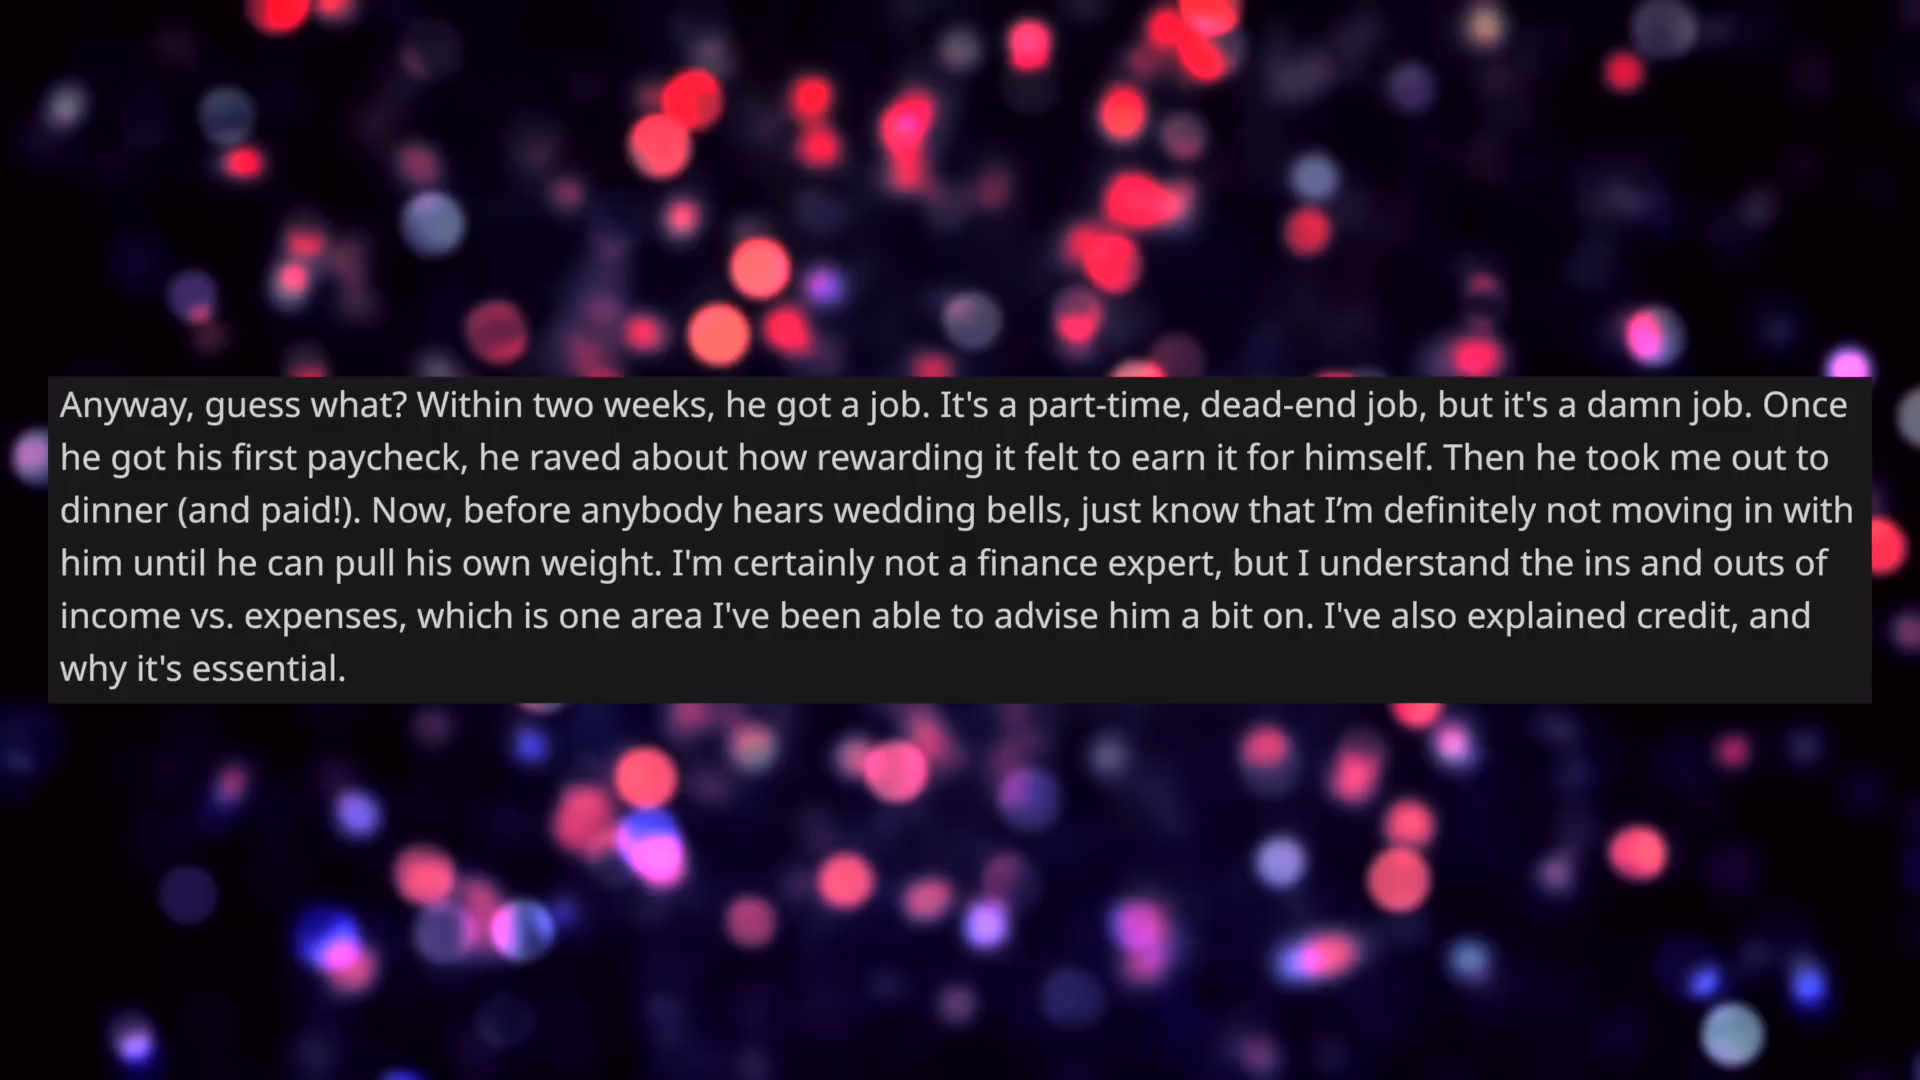 Anyway, guess what? Within two weeks, he got a job. It's a part-time, dead-end job, but it's a damn job. Once
he got his first paycheck, he raved about how rewarding it felt to earn it for himself. Then he took me out to
dinner (and paid!). Now, before anybody hears wedding bells, just know that I’m definitely not moving in with
him until he can pull his own weight. I'm certainly not a finance expert, but I understand the ins and outs of
income vs. expenses, which is one area I've been able to advise him a bit on. I've also explained credit, and
why it's essential.